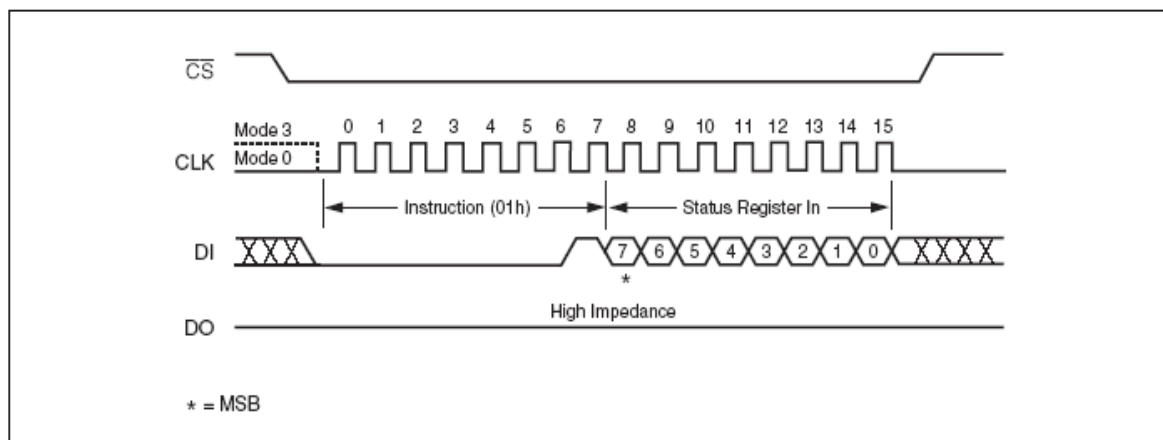 CS
Mode 3
0 1 2 3 4 5 6 7 8 9 10 11 12 13 14 15
CLK
Mode 0
Instruction (01h)
Status Register In
DI
7 6 5 4 3 2 1 0
*
High Impedance
DO
* = MSB